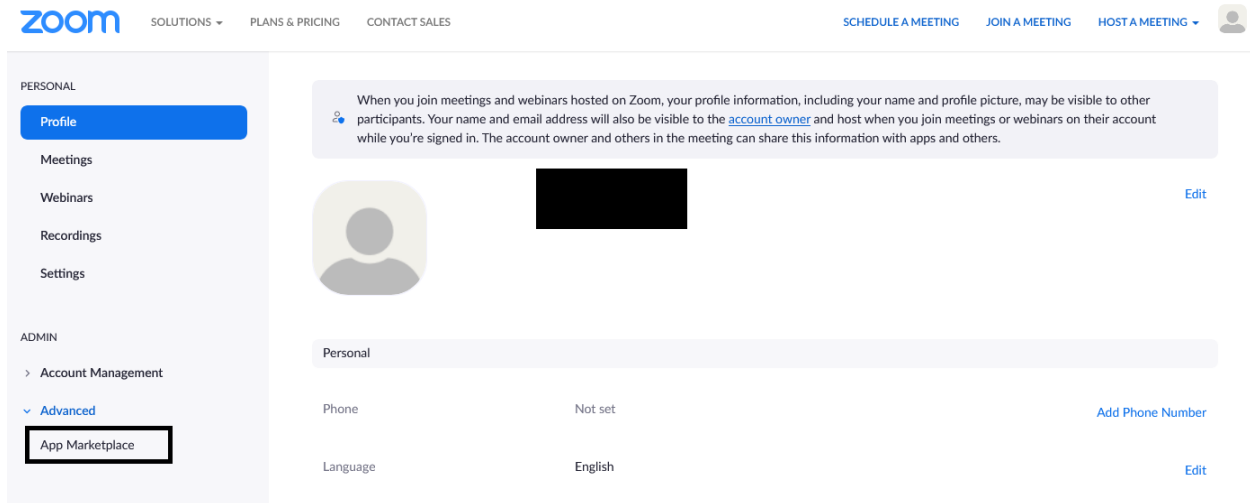 zoom SOLUTIONS PLANS & PRICING CONTACT SALES SCHEDULE A MEETING JOIN A MEETING HOST A MEETING
PERSONAL
Profile
Meetings
Webinars
Recordings
Settings
ADMIN
Account Management
Advanced
App Marketplace
When you join meetings and webinars hosted on Zoom, your profile information, including your name and profile picture, may be visible to other
participants. Your name and email address will also be visible to the account owner and host when you join meetings or webinars on their account
while you're signed in. The account owner and others in the meeting can share this information with apps and others.
Edit
Personal
Phone Not set Add Phone Number
Language English Edit